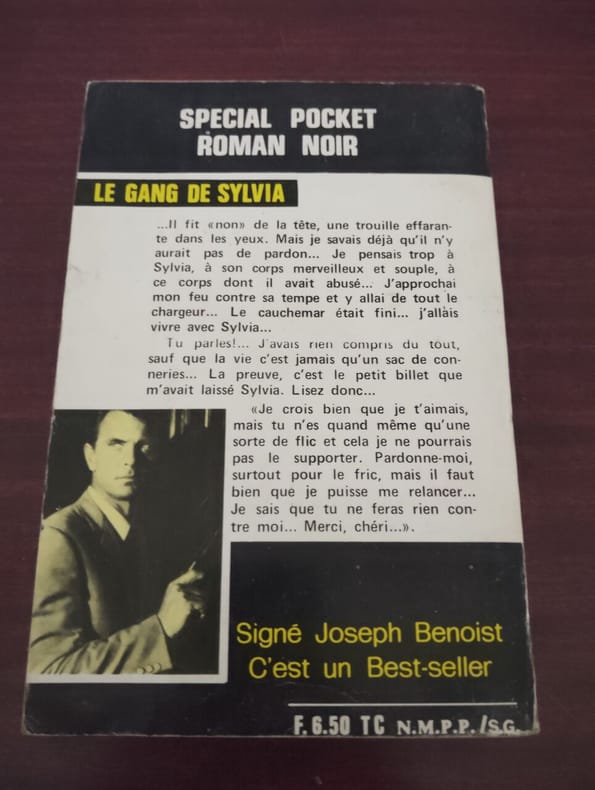 SPECIAL POCKET
ROMAN NOIR
LE GANG DE SYLVIA
...Il fit «non» de la tête, une trouille effaran-
te dans les yeux. Mais je savais déjà qu'il n'y
aurait pas de pardon... Je pensais trop à
Sylvia, à son corps merveilleux et souple, à
ce corps dont il avait abusé... J'approchai
mon feu contre sa tempe et y allai de tout le
chargeur... Le cauchemar était fini... j'allais
vivre avec Sylvia...
Tu parles!... J'avais rien compris du tout,
sauf que la vie c'est jamais qu'un sac de con-
neries... La preuve, c'est le petit billet que
m'avait laissé Sylvia. Lisez donc...
«Je crois bien que je t'aimais,
mais tu n'es quand même qu'une
sorte de flic et cela je ne pourrais
pas le supporter. Pardonne-moi,
surtout pour le fric, mais il faut
bien que je puisse me relancer...
Je sais que tu ne feras rien con-
tre moi... Merci, chéri...».
Signé Joseph Benoist
C'est un Best-seller
F. 6.50 TC N.M.P.P./S.G.